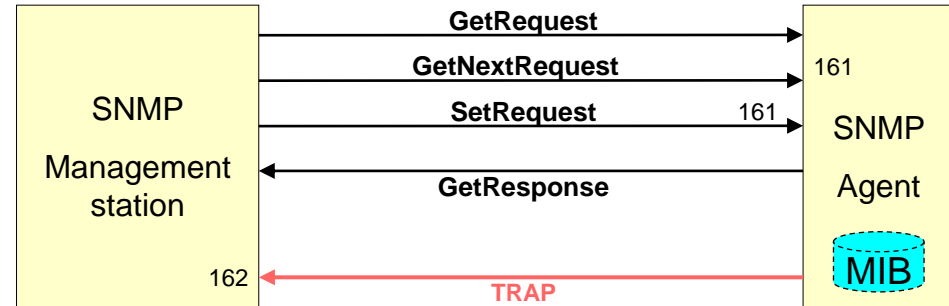 GetRequest
GetNextRequest
161
SetRequest
161
SNMP
Management
station
SNMP
Agent
GetResponse
MIB
162
TRAP